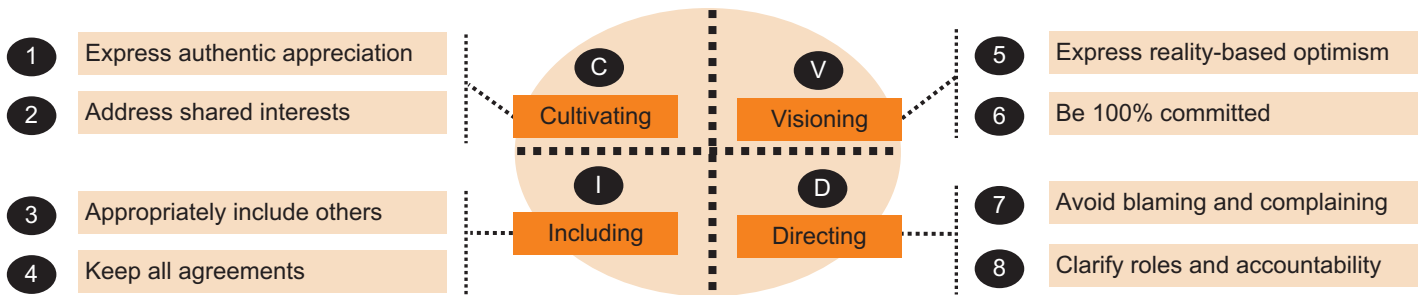 1 Express authentic appreciation
2 Address shared interests
C
Cultivating
V
Visioning
5 Express reality-based optimism
6 Be 100% committed
3 Appropriately include others
4 Keep all agreements
I
Including
D
Directing
7 Avoid blaming and complaining
8 Clarify roles and accountability